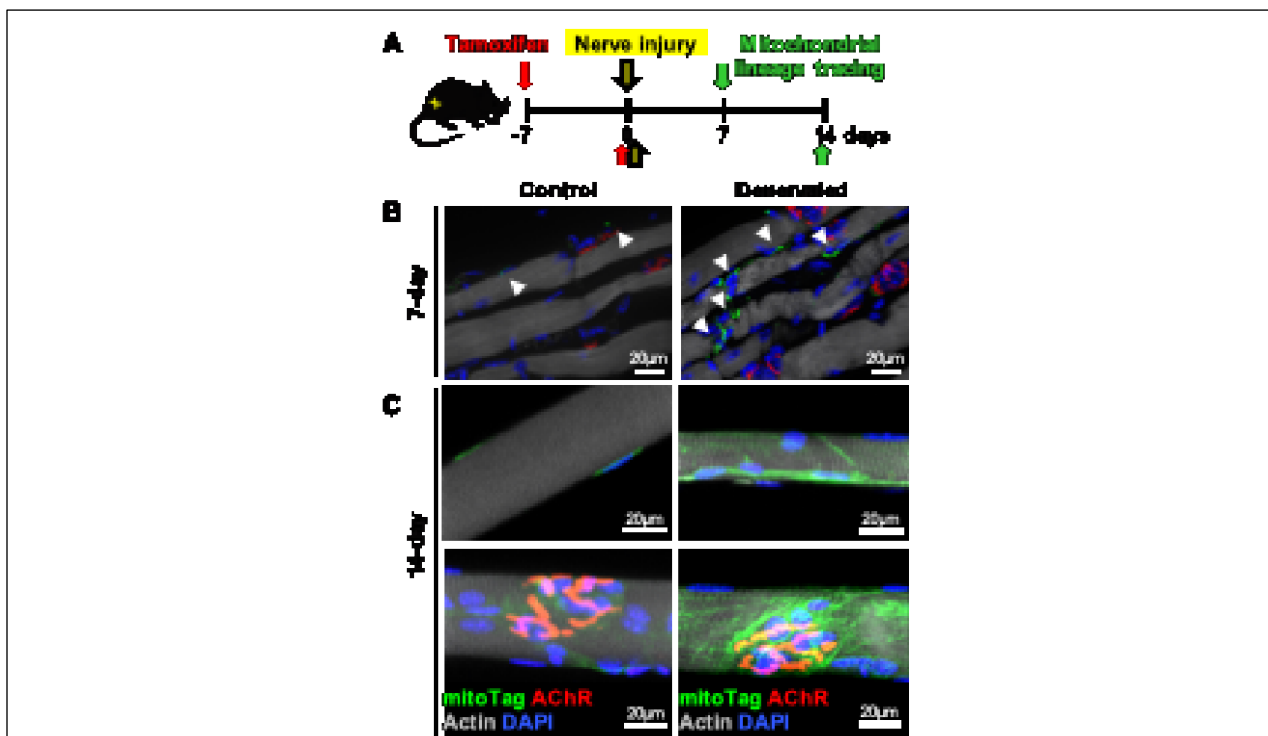 A
Tamoxifen Nerve injury Mitochondrial
lineage tracing
-7 0 7 14 days
Control Denervated
B
7-day
20µm 20µm
C
14-day
20µm 20µm
mitoTag AChR mitoTag AChR
Actin DAPI 20µm Actin DAPI 20µm